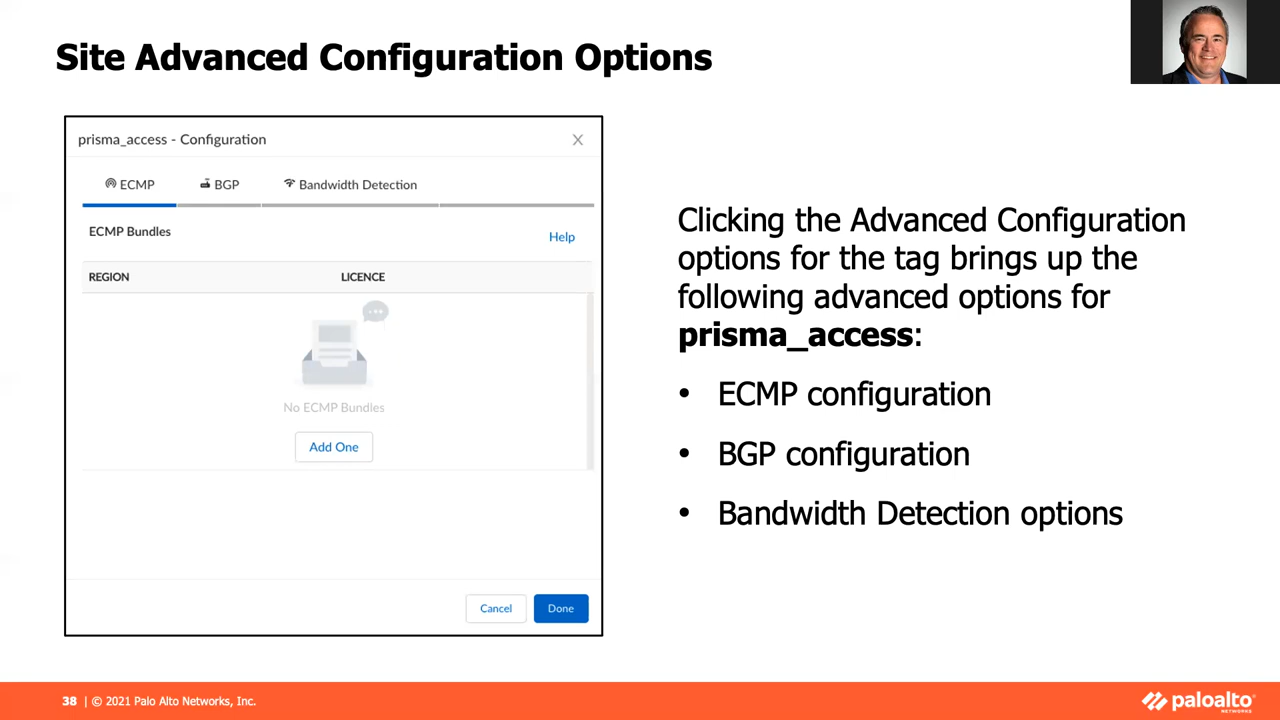 Site Advanced Configuration Options
prisma_access - Configuration
X
ECMP
BGP
Bandwidth Detection
ECMP Bundles
Help
REGION
LICENCE
No ECMP Bundles
Add One
Cancel
Done
Clicking the Advanced Configuration
options for the tag brings up the
following advanced options for
prisma_access:
• ECMP configuration
• BGP configuration
• Bandwidth Detection options
38 | © 2021 Palo Alto Networks, Inc.
paloalto
NETWORKS